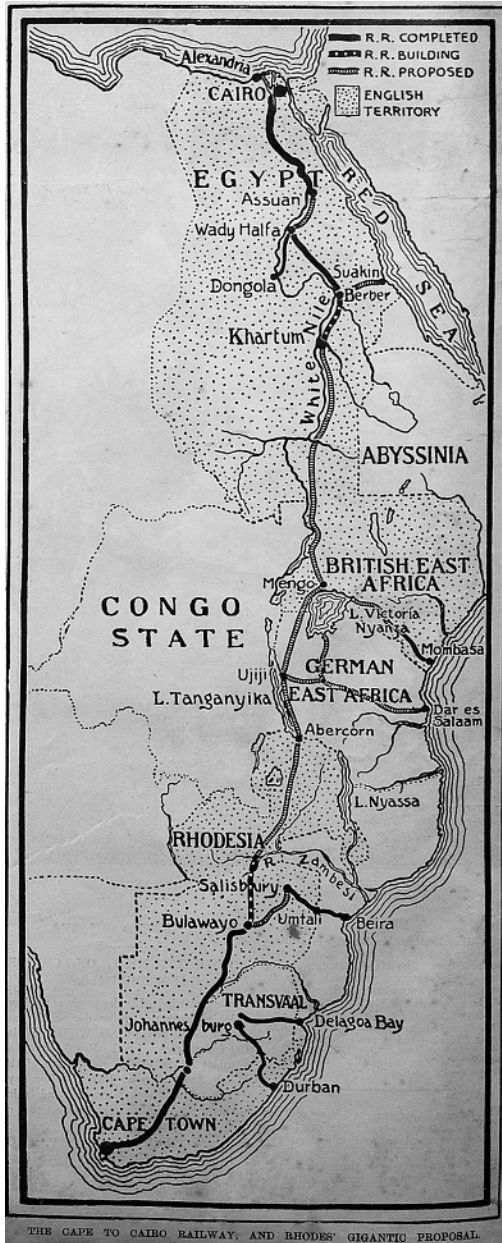 R.R. COMPLETED
R.R. BUILDING
R.R. PROPOSED
ENGLISH
TERRITORY
Alexandria
CAIRO
RED SEA
EGYPT
Assuan
Wady Halfa
Suakin
Dongola
Berber
Khartum
White Nile
ABYSSINIA
BRITISH EAST
AFRICA
Mengo
CONGO
STATE
L. Victoria
Nyanza
Mombasa
Ujiji
GERMAN
EAST AFRICA
L. Tanganyika
Dar es
Salaam
Abercorn
L. Nyassa
RHODESIA
R. Zambesi
Salisbury
Bulawayo
Umtali
Beira
TRANSVAAL
Johannesburg
Delagoa Bay
Durban
CAPE TOWN
THE CAPE TO CAIRO RAILWAY, AND RHODES' GIGANTIC PROPOSAL.